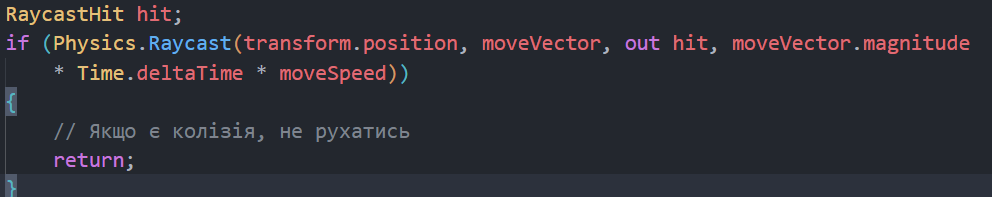 RaycastHit hit;
if (Physics.Raycast(transform.position, moveVector, out hit, moveVector.magnitude
    * Time.deltaTime * moveSpeed))
{
    // Якщо є колізія, не рухатись
    return;
}